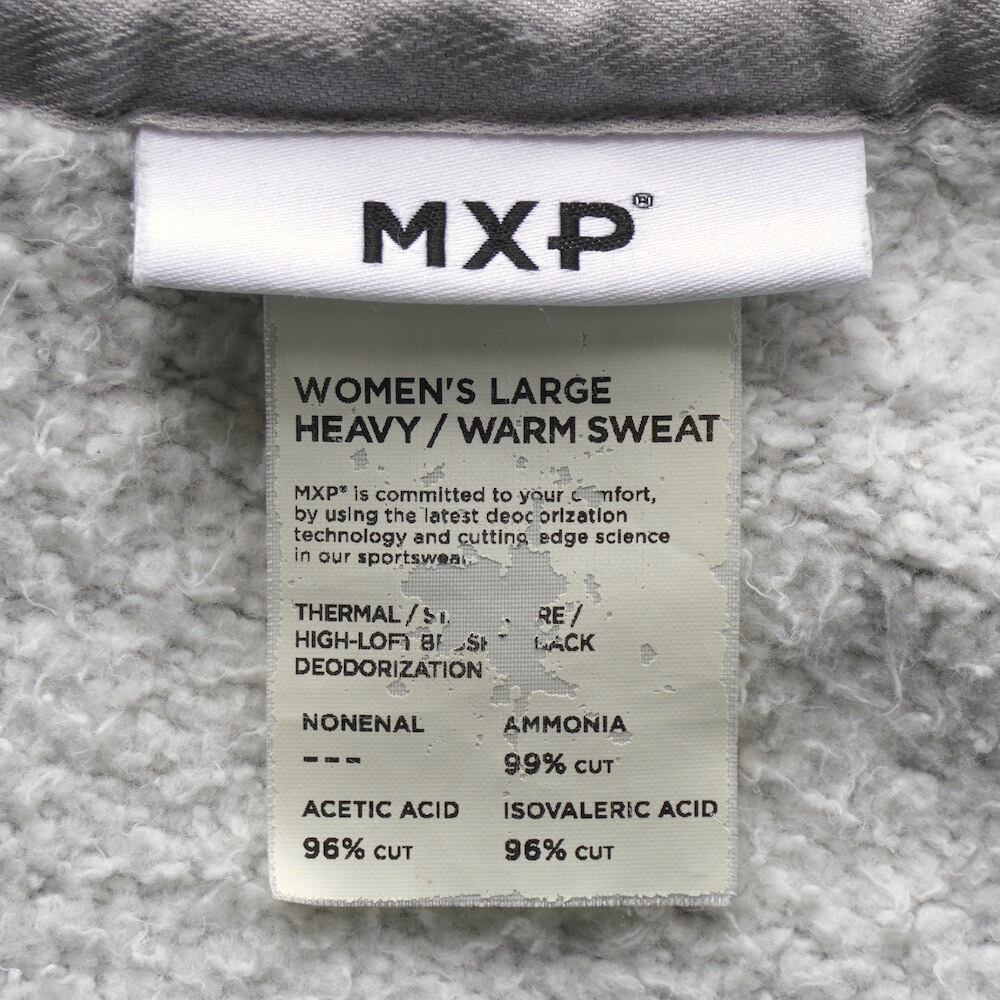 MXP®
WOMEN'S LARGE
HEAVY / WARM SWEAT
MXP® is committed to your
by using the latest
technology and cutting edge science
in our
THERMAL /
HIGH-LOFT
DEODORIZATION
NONENAL AMMONIA
--- 99% CUT
ACETIC ACID ISOVALERIC ACID
96% CUT 96% CUT